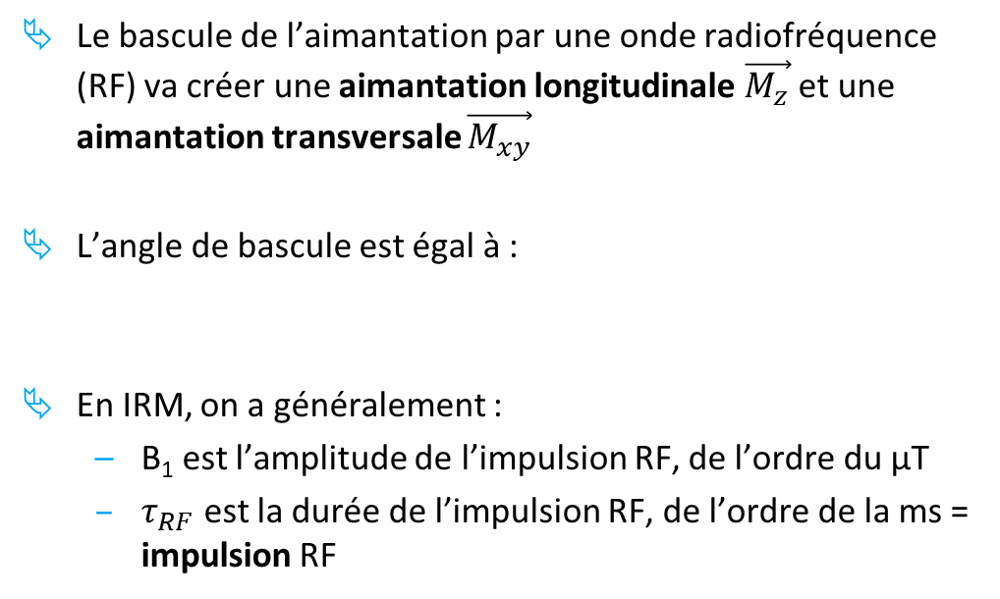 Le bascule de l’aimantation par une onde radiofréquence
(RF) va créer une aimantation longitudinale $\overrightarrow{M_z}$ et une
aimantation transversale $\overrightarrow{M_{xy}}$
L’angle de bascule est égal à :
En IRM, on a généralement :
– B₁ est l’amplitude de l’impulsion RF, de l’ordre du µT
– $\tau_{RF}$ est la durée de l’impulsion RF, de l’ordre de la ms =
impulsion RF